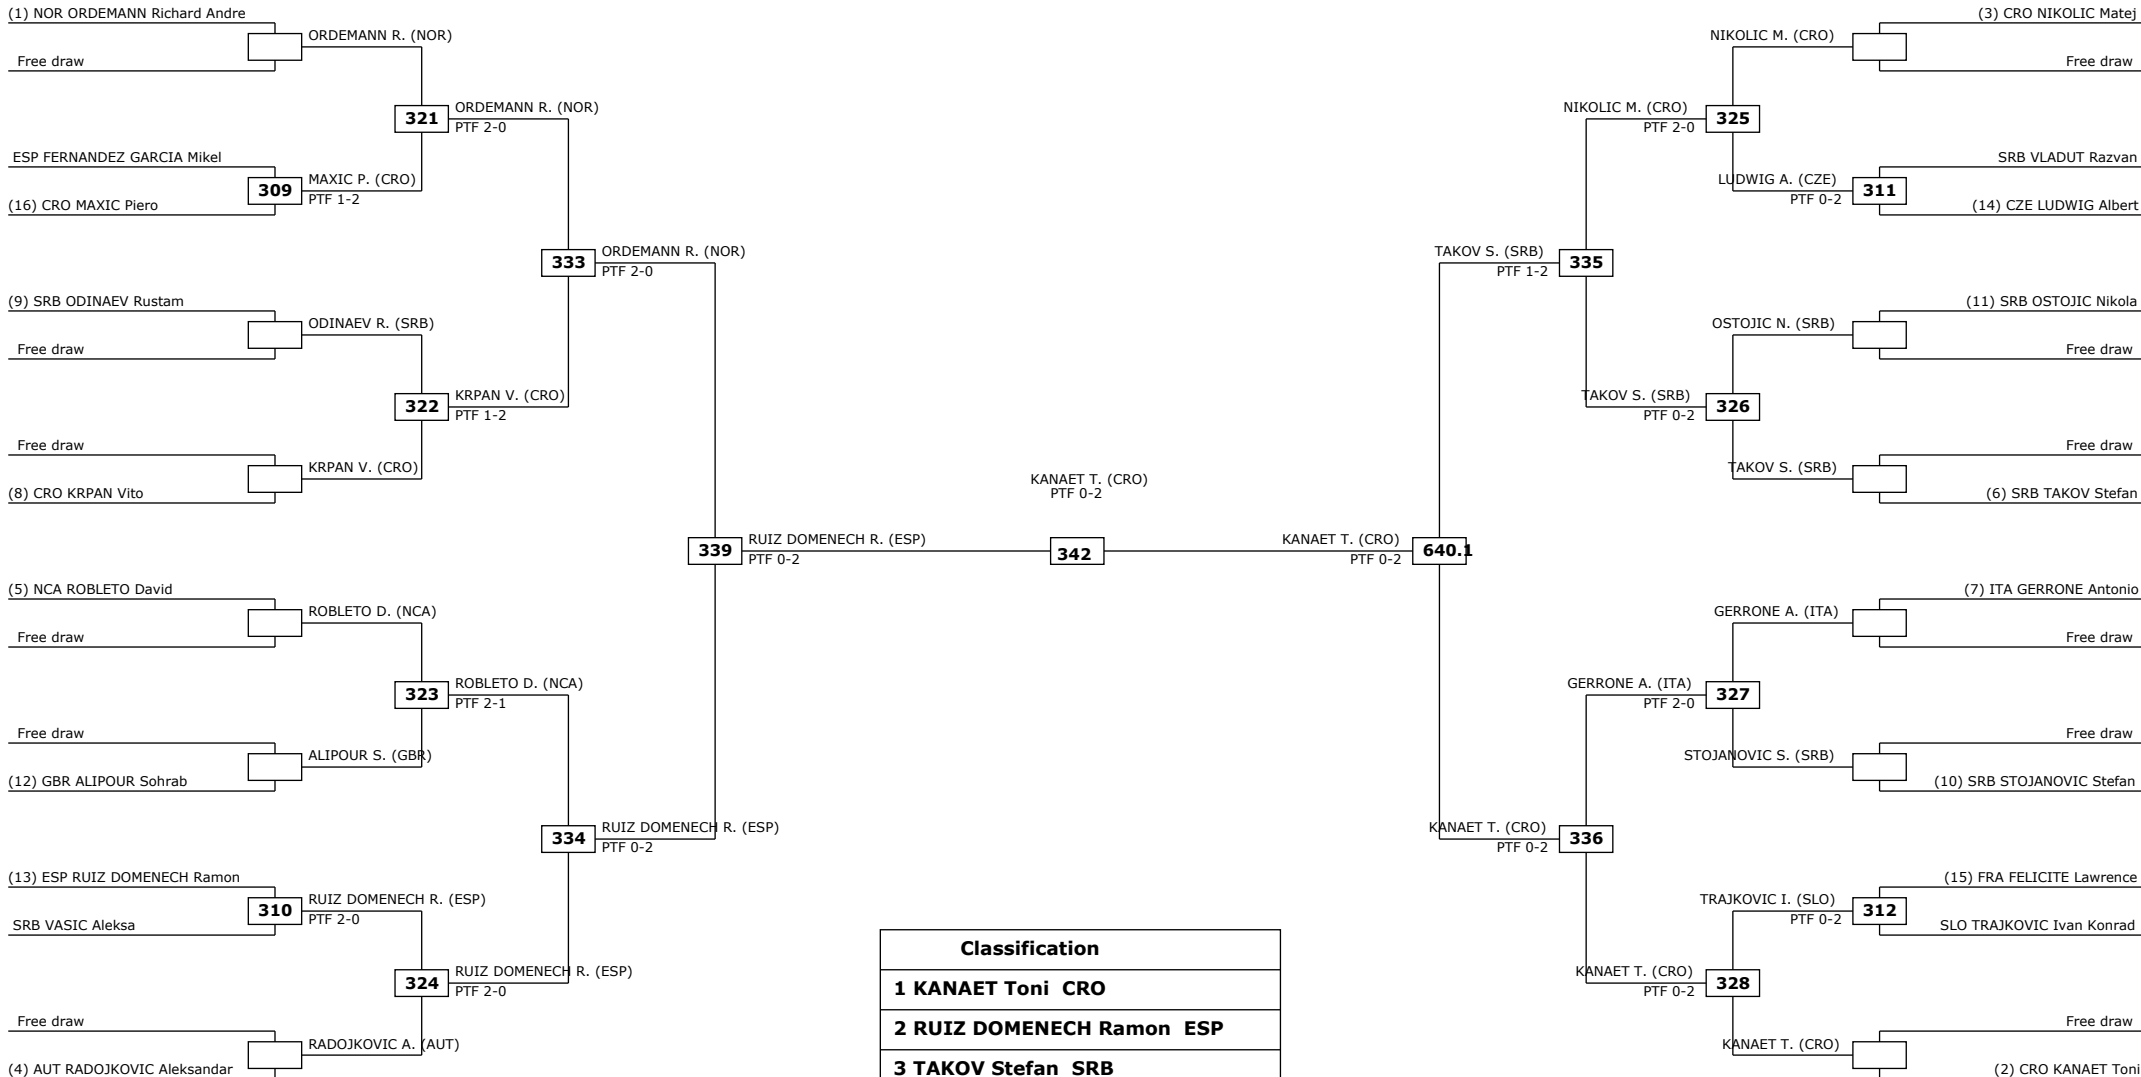 (1) NOR ORDEMANN Richard Andre
ORDEMANN R. (NOR)
Free draw
321
ORDEMANN R. (NOR)
PTF 2-0
ESP FERNANDEZ GARCIA Mikel
309
MAXIC P. (CRO)
PTF 1-2
(16) CRO MAXIC Piero
333
ORDEMANN R. (NOR)
PTF 2-0
(9) SRB ODINAEV Rustam
ODINAEV R. (SRB)
Free draw
322
KRPAN V. (CRO)
PTF 1-2
Free draw
KRPAN V. (CRO)
(8) CRO KRPAN Vito
339
RUIZ DOMENECH R. (ESP)
PTF 0-2
(5) NCA ROBLETO David
ROBLETO D. (NCA)
Free draw
323
ROBLETO D. (NCA)
PTF 2-1
Free draw
ALIPOUR S. (GBR)
(12) GBR ALIPOUR Sohrab
334
RUIZ DOMENECH R. (ESP)
PTF 0-2
(13) ESP RUIZ DOMENECH Ramon
310
RUIZ DOMENECH R. (ESP)
PTF 2-0
SRB VASIC Aleksa
324
RUIZ DOMENECH R. (ESP)
PTF 2-0
Free draw
RADOJKOVIC A. (AUT)
(4) AUT RADOJKOVIC Aleksandar
KANAET T. (CRO)
PTF 0-2
342
(3) CRO NIKOLIC Matej
NIKOLIC M. (CRO)
Free draw
NIKOLIC M. (CRO)
PTF 2-0
325
SRB VLADUT Razvan
LUDWIG A. (CZE)
PTF 0-2
311
(14) CZE LUDWIG Albert
TAKOV S. (SRB)
PTF 1-2
335
(11) SRB OSTOJIC Nikola
OSTOJIC N. (SRB)
Free draw
TAKOV S. (SRB)
PTF 0-2
326
Free draw
TAKOV S. (SRB)
(6) SRB TAKOV Stefan
KANAET T. (CRO)
PTF 0-2
640.1
(7) ITA GERRONE Antonio
GERRONE A. (ITA)
Free draw
GERRONE A. (ITA)
PTF 2-0
327
Free draw
STOJANOVIC S. (SRB)
(10) SRB STOJANOVIC Stefan
KANAET T. (CRO)
PTF 0-2
336
(15) FRA FELICITE Lawrence
TRAJKOVIC I. (SLO)
PTF 0-2
312
SLO TRAJKOVIC Ivan Konrad
KANAET T. (CRO)
PTF 0-2
328
Free draw
KANAET T. (CRO)
(2) CRO KANAET Toni
Classification
1 KANAET Toni CRO
2 RUIZ DOMENECH Ramon ESP
3 TAKOV Stefan SRB